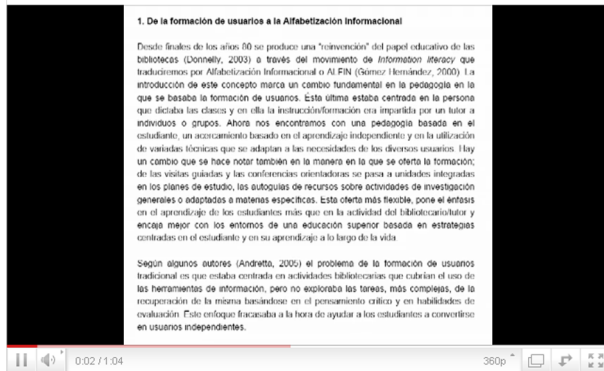 1. De la formación de usuarios a la Alfabetización Informacional
Desde finales de los años 80 se produce una "reinvención" del papel educativo de las
bibliotecas (Donnelly, 2003) a través del movimiento de Information literacy que
traduciremos por Alfabetización Informacional o ALFIN (Gómez Hernández, 2000). La
introducción de este concepto marca un cambio fundamental en la pedagogía en la
que se basaba la formación de usuarios. Esta última estaba centrada en la persona
que dictaba las clases y en ella la instrucción/formación era impartida por un tutor a
individuos o grupos. Ahora nos encontramos con una pedagogía basada en el
estudiante, un acercamiento basado en el aprendizaje independiente y en la utilización
de variadas técnicas que se adaptan a las necesidades de los diversos usuarios. Hay
un cambio que se hace notar también en la manera en la que se oferta la formación;
de las visitas guiadas y las conferencias orientadoras se pasa a unidades integradas
en los planes de estudio, las autoguías de recursos sobre actividades de investigación
generales o adaptadas a materias específicas. Esta oferta más flexible, pone el énfasis
en el aprendizaje de los estudiantes más que en la actividad del bibliotecario/tutor y
encaja mejor con los entornos de una educación superior basada en estrategias
centradas en el estudiante y en su aprendizaje a lo largo de la vida.
Según algunos autores (Andretta, 2005) el problema de la formación de usuarios
tradicional es que estaba centrada en actividades bibliotecarias que cubrían el uso de
las herramientas de información, pero no exploraba las tareas, más complejas, de la
recuperación de la misma basándose en el pensamiento crítico y en habilidades de
evaluación. Este enfoque fracasaba a la hora de ayudar a los estudiantes a convertirse
en usuarios independientes.
0:02 / 1:04 360p